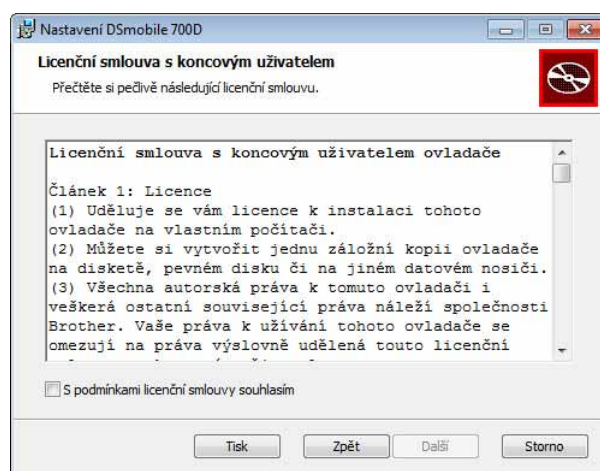 Nastavení DSmobile 700D
Licenční smlouva s koncovým uživatelem
Přečtěte si pečlivě následující licenční smlouvu.
Licenční smlouva s koncovým uživatelem ovladače
Článek 1: Licence
(1) Uděluje se vám licence k instalaci tohoto
ovladače na vlastním počítači.
(2) Můžete si vytvořit jednu záložní kopii ovladače
na disketě, pevném disku či na jiném datovém nosiči.
(3) Všechna autorská práva k tomuto ovladači i
veškerá ostatní související práva náleží společnosti
Brother. Vaše práva k užívání tohoto ovladače se
omezují na práva výslovně udělená touto licenční
S podmínkami licenční smlouvy souhlasím
Tisk
Zpět
Další
Storno